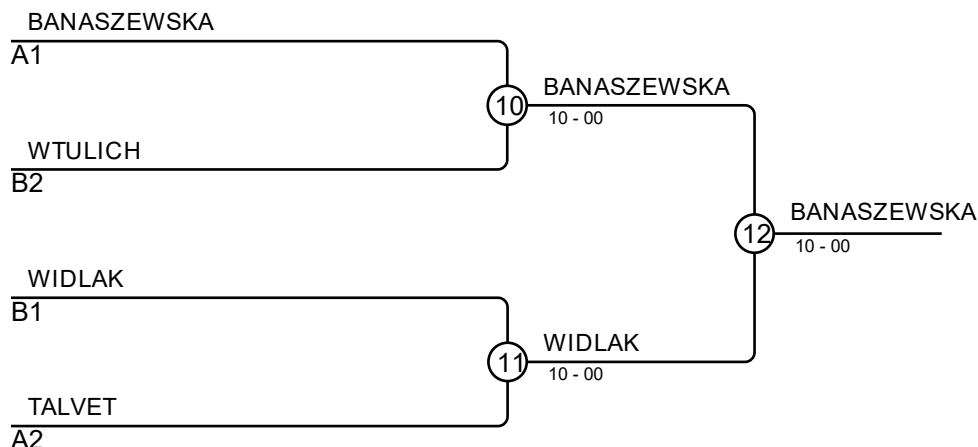 BANASZEWSKA
A1
10
BANASZEWSKA
10 - 00
WTULICH
B2
12
BANASZEWSKA
10 - 00
WIDLAK
B1
11
WIDLAK
10 - 00
TALVET
A2